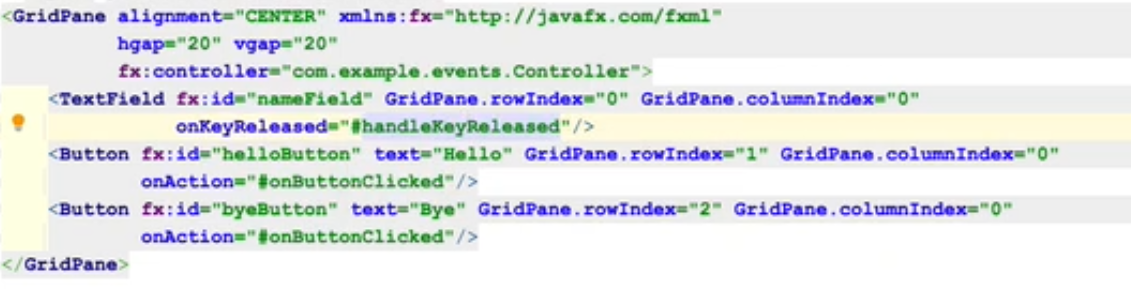 <GridPane alignment="CENTER" xmlns:fx="http://javafx.com/fxml"
hgap="20" vgap="20"
fx:controller="com.example.events.Controller">
<TextField fx:id="nameField" GridPane.rowIndex="0" GridPane.columnIndex="0"
onKeyReleased="#handleKeyReleased"/>
<Button fx:id="helloButton" text="Hello" GridPane.rowIndex="1" GridPane.columnIndex="0"
onAction="#onButtonClicked"/>
<Button fx:id="byeButton" text="Bye" GridPane.rowIndex="2" GridPane.columnIndex="0"
onAction="#onButtonClicked"/>
</GridPane>